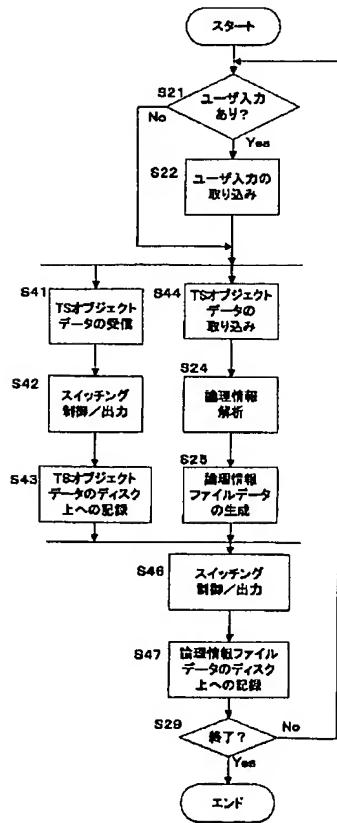 スタート
S21
ユーザ入力
あり?
No
Yes
S22
ユーザ入力の
取り込み
S41
TSオブジェクト
データの受信
S42
スイッチング
制御/出力
S43
TSオブジェクト
データのディスク
上への記録
S44
TSオブジェクト
データの
取り込み
S24
論理情報
解析
S25
論理情報
ファイルデータ
の生成
S46
スイッチング
制御/出力
S47
論理情報ファイル
データのディスク
上への記録
S29
終了?
No
Yes
エンド